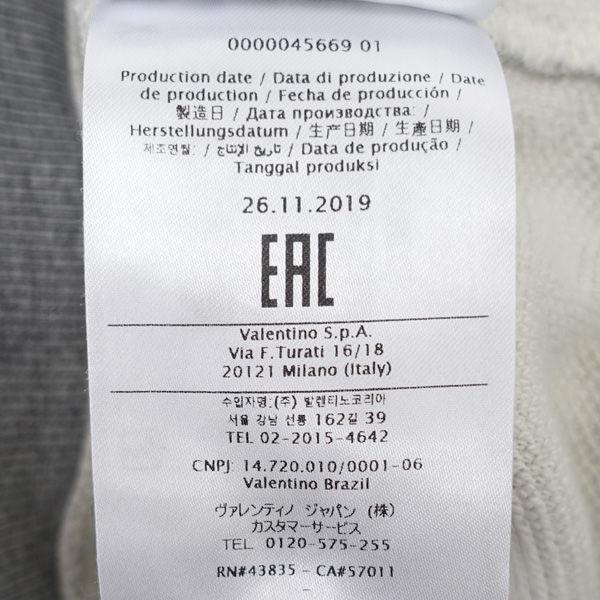 0000045669 01
Production date / Data di produzione / Date
de production / Fecha de producción /
製造日 / Дата производства: /
Herstellungsdatum / 生产日期 / 生產日期 /
제조연월: / تاريخ الإنتاج / Data de produção /
Tanggal produksi
26.11.2019
EAC
Valentino S.p.A.
Via F.Turati 16/18
20121 Milano (Italy)
수입자명:(주) 발렌티노코리아
서울 강남 선릉 162길 39
TEL 02-2015-4642
CNPJ: 14.720.010/0001-06
Valentino Brazil
ヴァレンティノ ジャパン (株)
カスタマーサービス
TEL 0120-575-255
RN#43835 - CA#57011